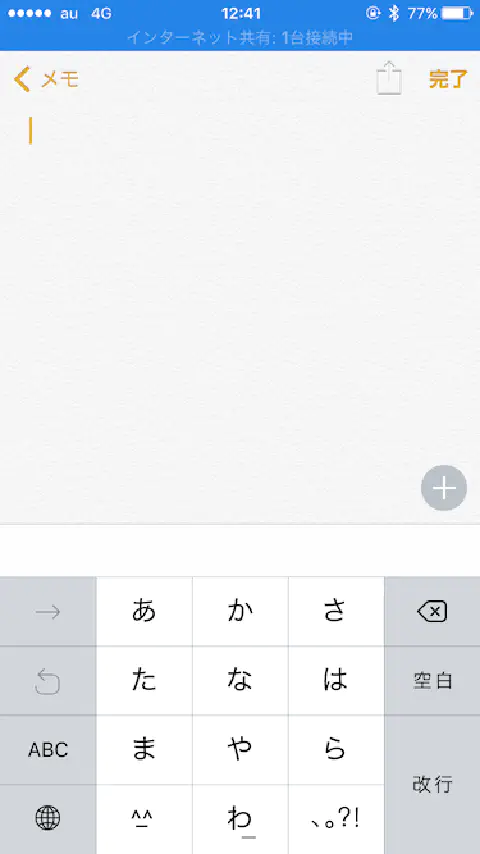 au 4G 12:41 77%
インターネット共有: 1台接続中
メモ 完了
あ か さ
た な は 空白
ABC ま や ら 改行
^^ わ 、。?!